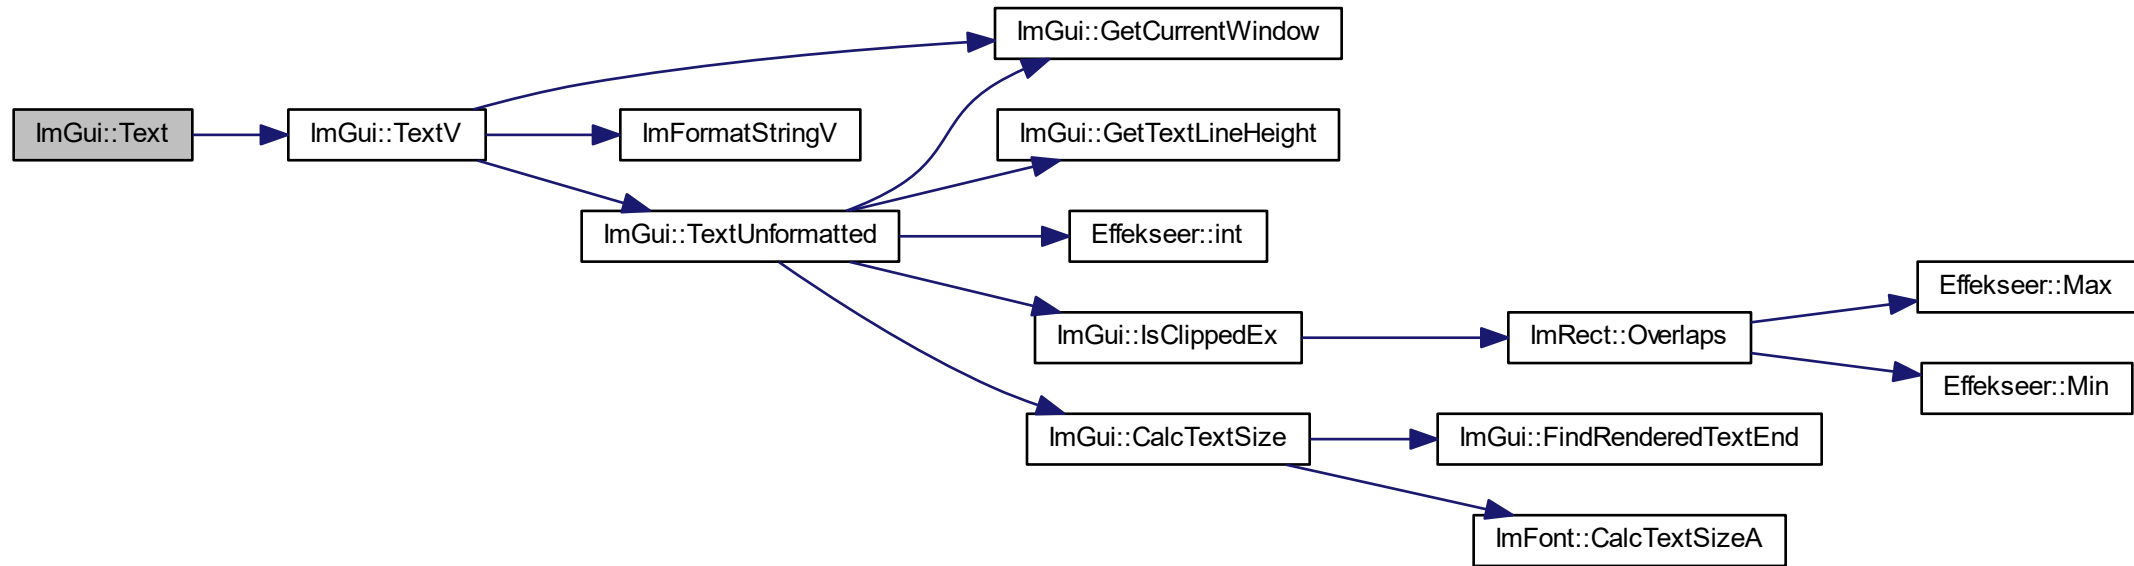 ImGui::GetCurrentWindow
ImGui::Text
ImGui::TextV
ImFormatStringV
ImGui::GetTextLineHeight
ImGui::TextUnformatted
Effekseer::int
Effekseer::Max
ImGui::IsClippedEx
ImRect::Overlaps
Effekseer::Min
ImGui::CalcTextSize
ImGui::FindRenderedTextEnd
ImFont::CalcTextSizeA